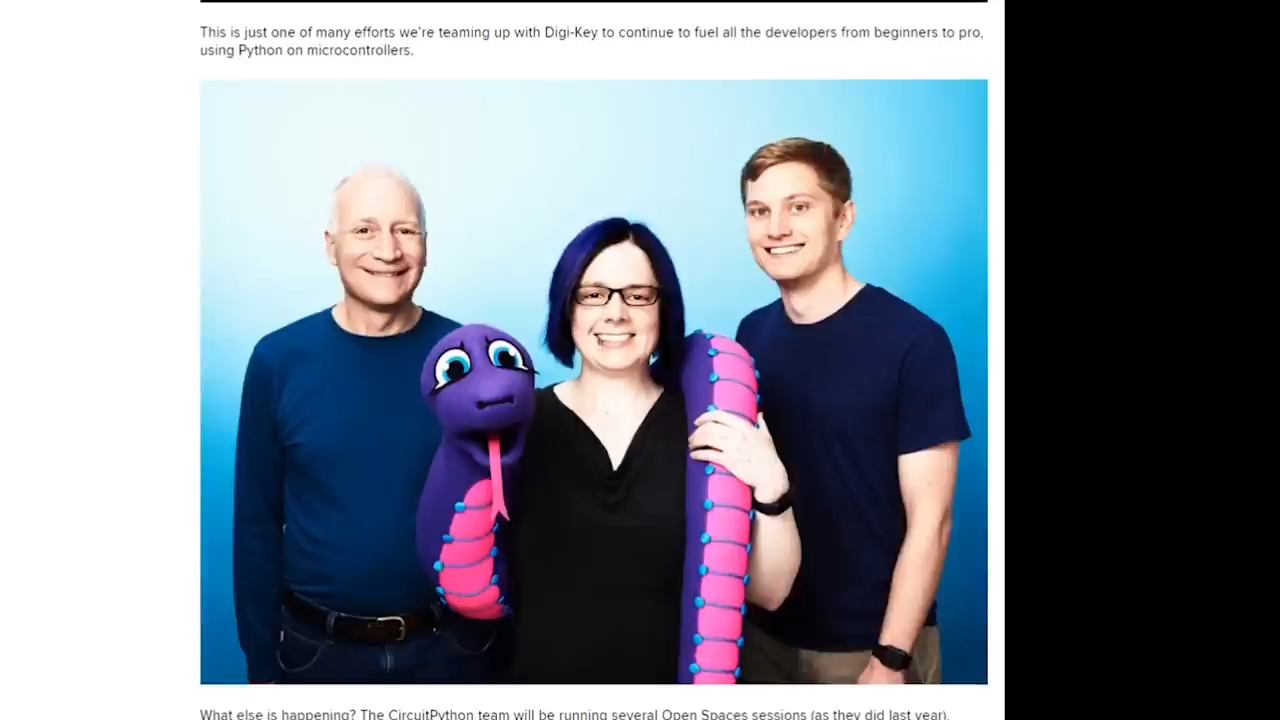 This is just one of many efforts we're teaming up with Digi-Key to continue to fuel all the developers from beginners to pro,
using Python on microcontrollers.
What else is happening? The CircuitPython team will be running several Open Spaces sessions (as they did last year),